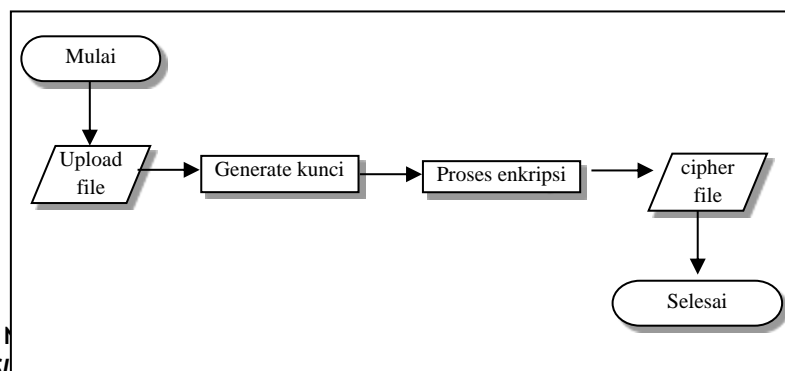 Mulai
Upload
file
Generate kunci
Proses enkripsi
cipher
file
Selesai